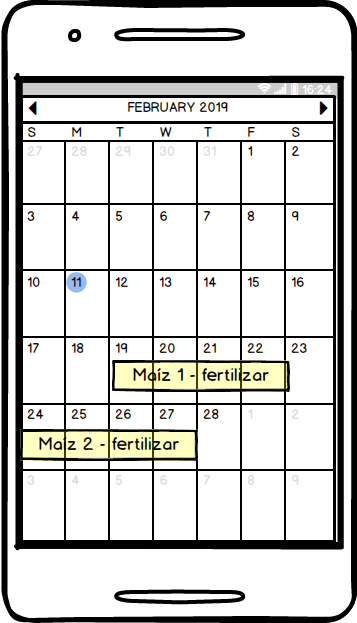 16:24
FEBRUARY 2019
S M T W T F S
27 28 29 30 31 1 2
3 4 5 6 7 8 9
10 11 12 13 14 15 16
17 18 19 20 21 22 23
Maíz 1 - fertilizar
24 25 26 27 28 1 2
Maíz 2 - fertilizar
3 4 5 6 7 8 9